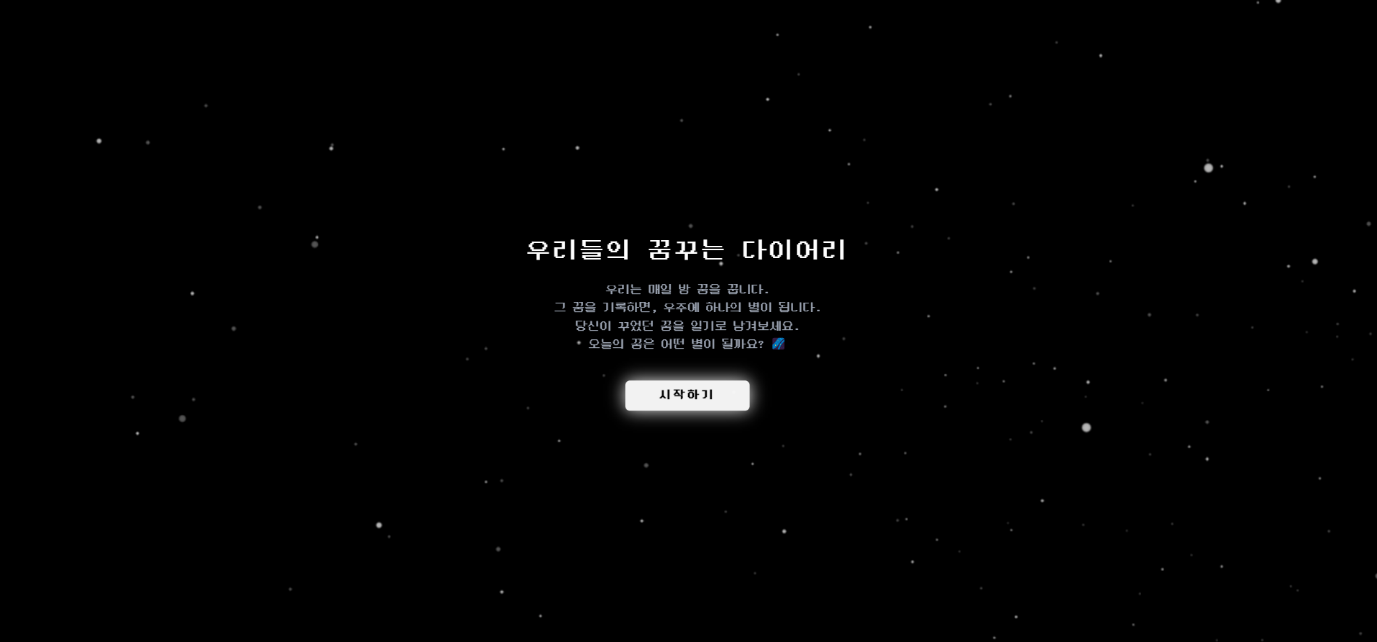 우리들의 꿈꾸는 다이어리
우리는 매일 밤 꿈을 꿉니다.
그 꿈을 기록하면, 우주에 하나의 별이 됩니다.
당신이 꾸었던 꿈을 일기로 남겨보세요.
오늘의 꿈은 어떤 별이 될까요? 🌌
시작하기